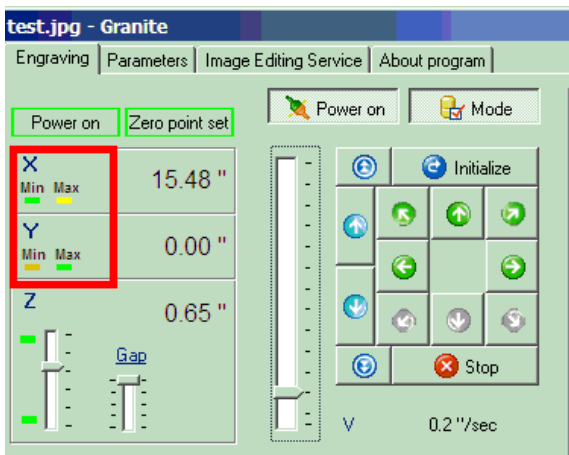 test.jpg - Granite
Engraving Parameters Image Editing Service About program
Power on Mode
Power on Zero point set
X 15.48 "
Min Max
Initialize
Y 0.00 "
Min Max
Z 0.65 "
Gap
Stop
V 0.2 "/sec